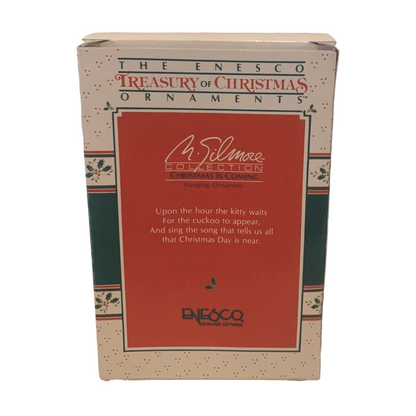 THE ENESCO
TREASURY OF CHRISTMAS
ORNAMENTS™
M. Gilmore
COLLECTION
CHRISTMAS IS COMING
Hanging Ornament
Upon the hour the kitty waits
For the cuckoo to appear,
And sing the song that tells us all
that Christmas Day is near.
ENESCO